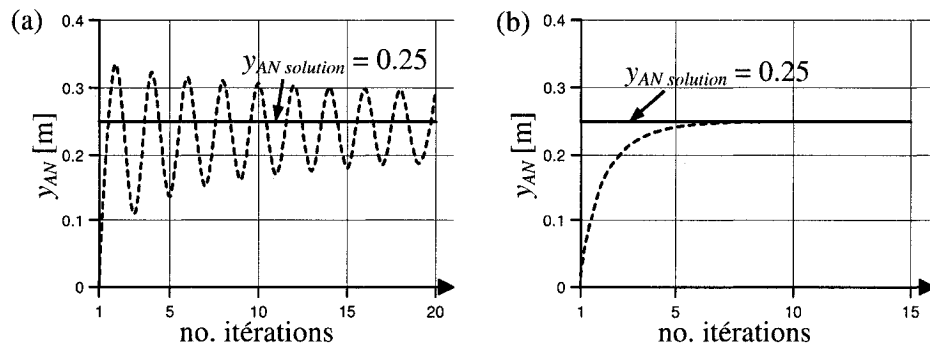 (a)
0.4
0.3
0.2
0.1
0
y_AN [m]
y_AN solution = 0.25
1
5
10
15
20
no. itérations
(b)
0.4
0.3
0.2
0.1
0
y_AN [m]
y_AN solution = 0.25
1
5
10
15
no. itérations